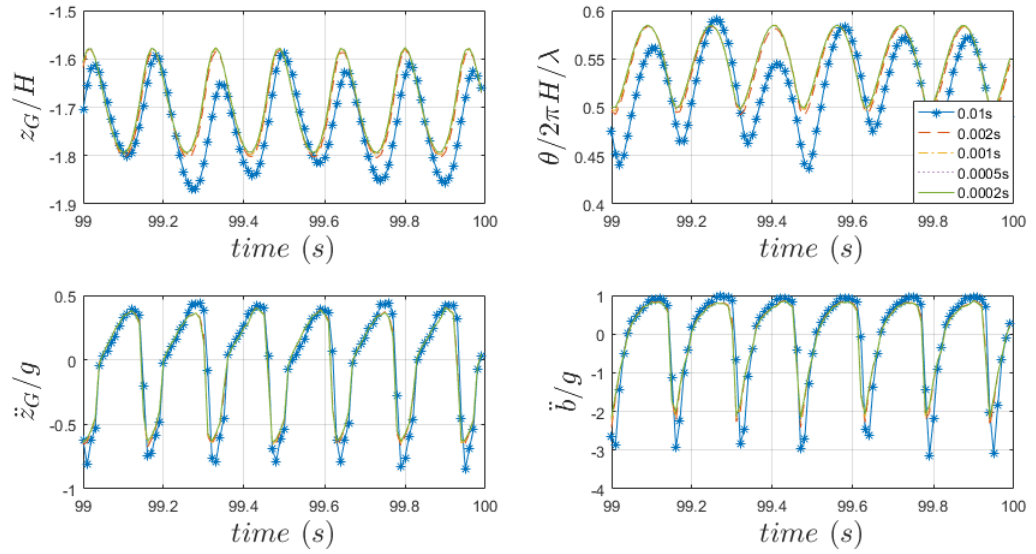 -1.5
-1.6
-1.7
-1.8
-1.9
z_G/H
99 99.2 99.4 99.6 99.8 100
time (s)
0.6
0.55
0.5
0.45
0.4
θ/2πH/λ
0.01s
0.002s
0.001s
0.0005s
0.0002s
99 99.2 99.4 99.6 99.8 100
time (s)
0.5
0
-0.5
-1
z̈_G/g
99 99.2 99.4 99.6 99.8 100
time (s)
1
0
-1
-2
-3
-4
b̈/g
99 99.2 99.4 99.6 99.8 100
time (s)